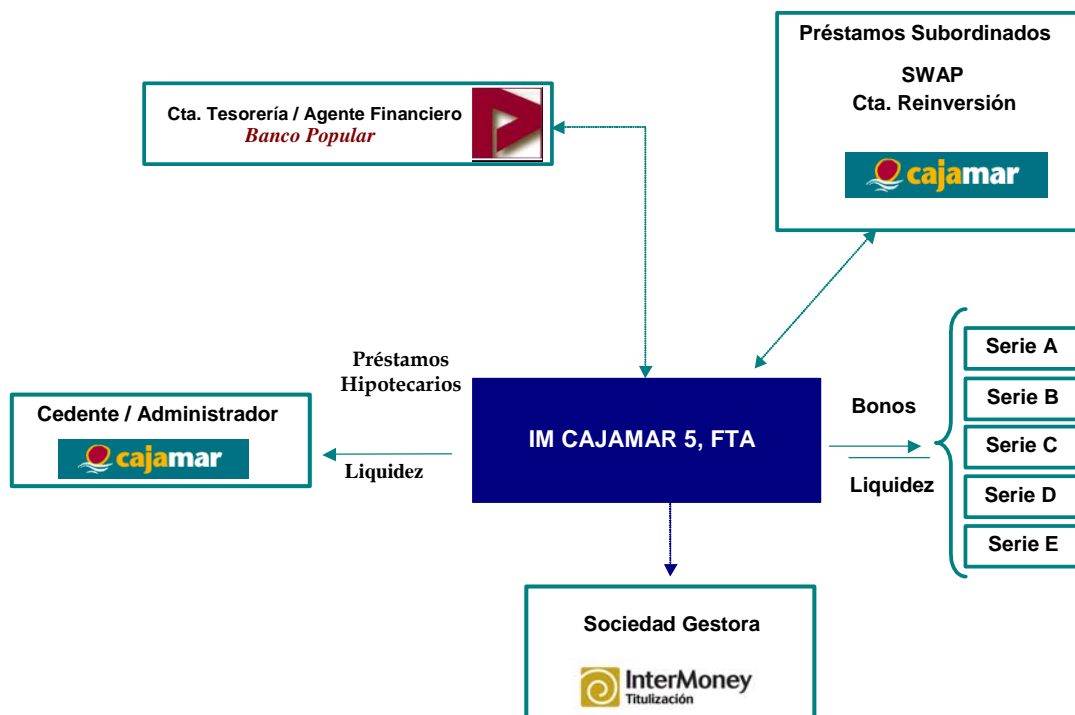 Préstamos Subordinados
SWAP
Cta. Reinversión
cajamar
Cta. Tesorería / Agente Financiero
Banco Popular
Préstamos
Hipotecarios
Cedente / Administrador
cajamar
Liquidez
IM CAJAMAR 5, FTA
Bonos
Liquidez
Serie A
Serie B
Serie C
Serie D
Serie E
Sociedad Gestora
InterMoney
Titulización